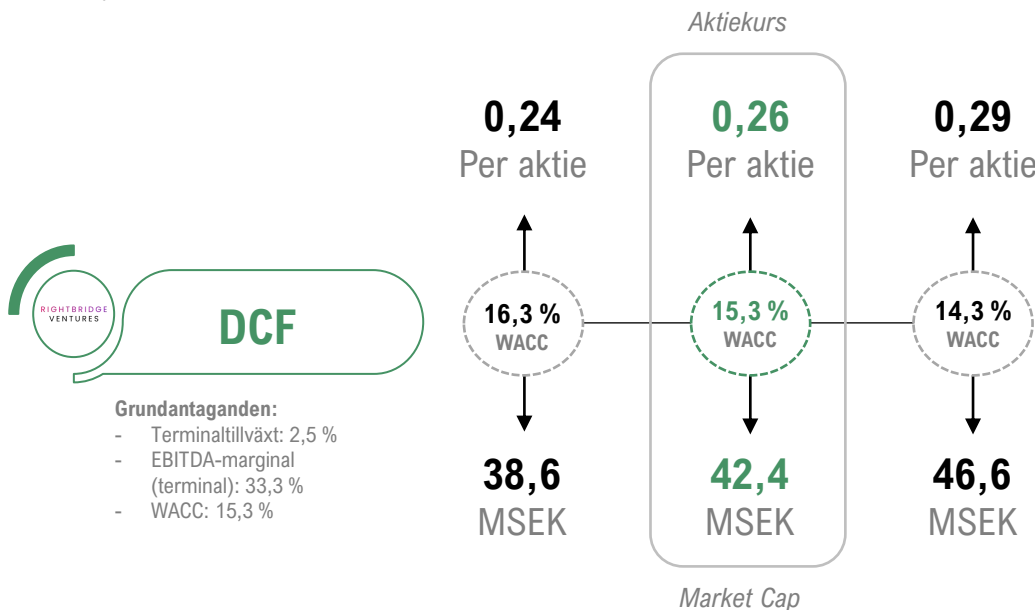 Aktiekurs
0,24
Per aktie
0,26
Per aktie
0,29
Per aktie
RIGHTBRIDGE
VENTURES
DCF
16,3 %
WACC
15,3 %
WACC
14,3 %
WACC
Grundantaganden:
- Terminaltillväxt: 2,5 %
- EBITDA-marginal
(terminal): 33,3 %
- WACC: 15,3 %
38,6
MSEK
42,4
MSEK
46,6
MSEK
Market Cap